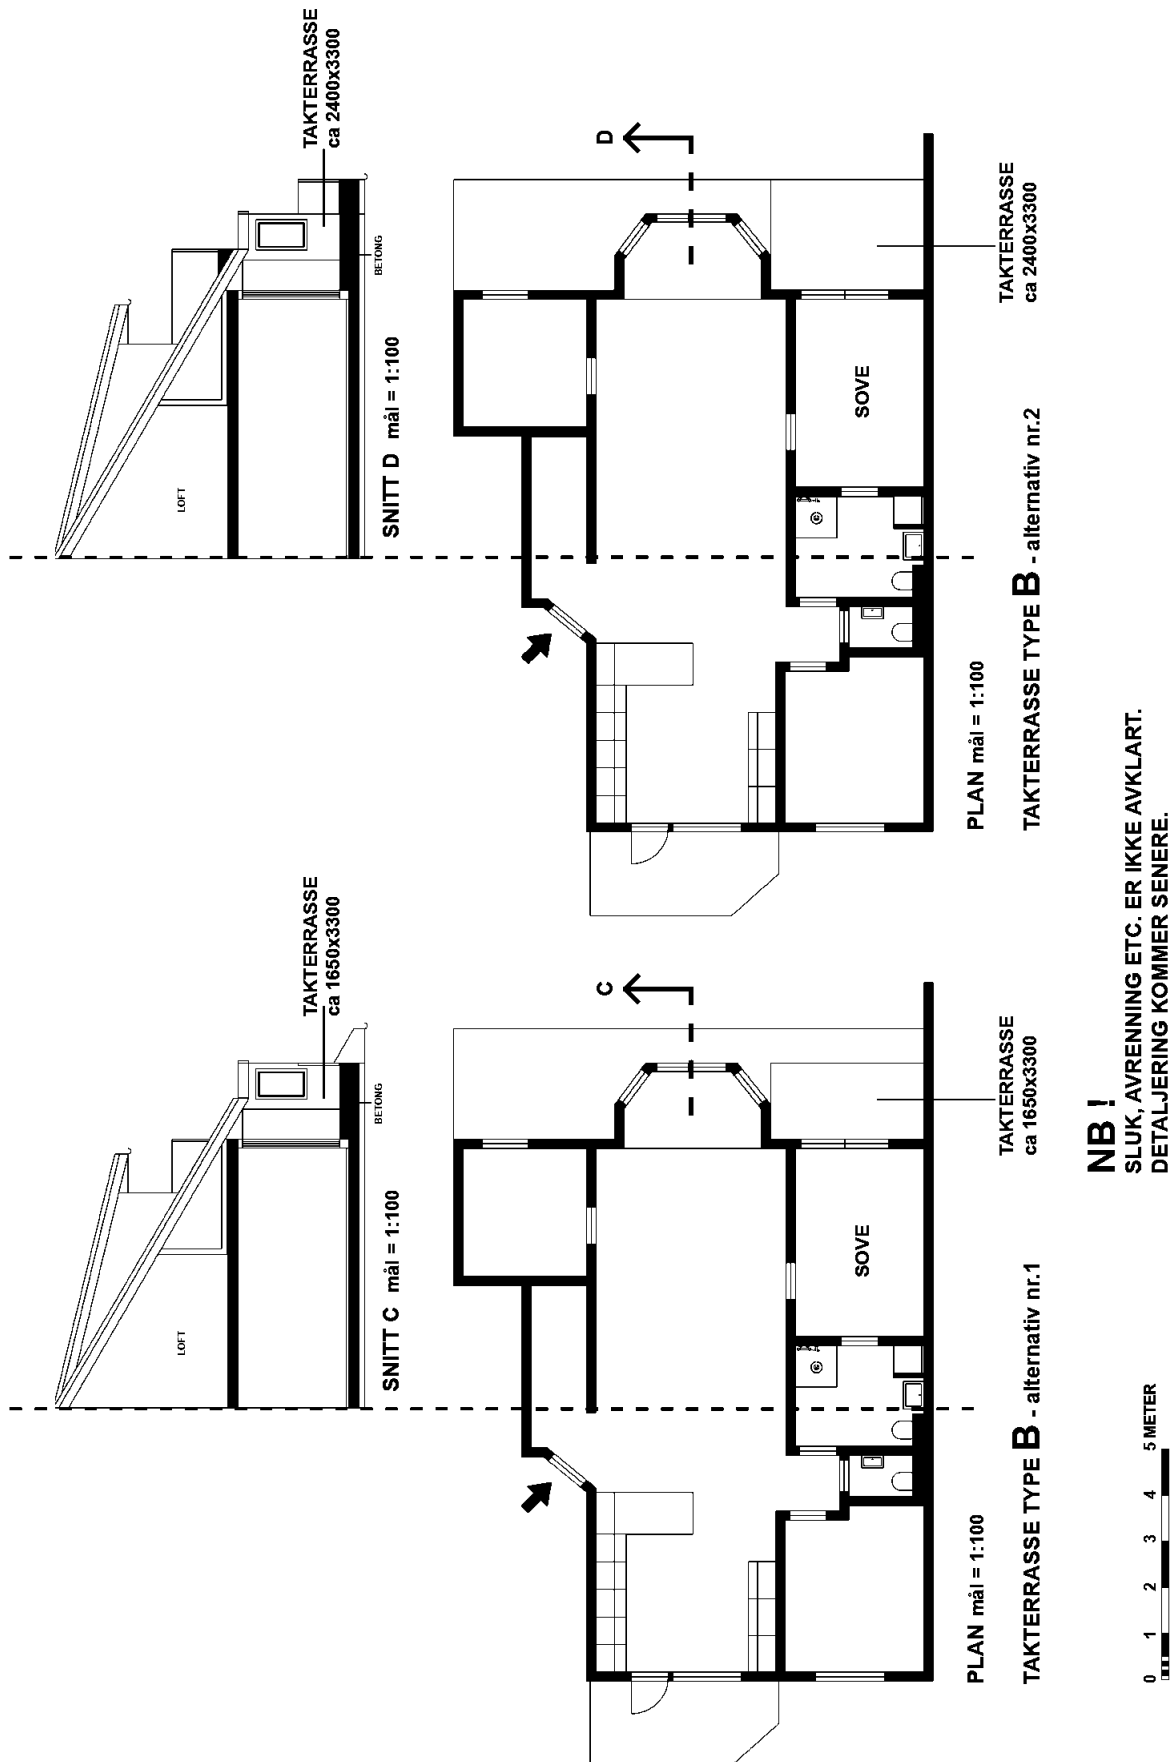 TAKTERRASSE
ca 1650x3300
LOFT
BETONG
SNITT C mål = 1:100
C
SOVE
TAKTERRASSE
ca 1650x3300
PLAN mål = 1:100
TAKTERRASSE TYPE B - alternativ nr.1
TAKTERRASSE
ca 2400x3300
LOFT
BETONG
SNITT D mål = 1:100
D
SOVE
TAKTERRASSE
ca 2400x3300
PLAN mål = 1:100
TAKTERRASSE TYPE B - alternativ nr.2
0 1 2 3 4 5 METER
NB !
SLUK, AVRENNING ETC. ER IKKE AVKLART.
DETALJERING KOMMER SENERE.